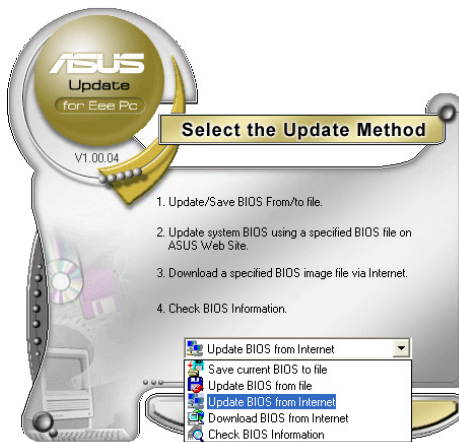 ASUS
Update
for Eee Pc
V1.00.04
Select the Update Method
1. Update/Save BIOS From/to file.
2. Update system BIOS using a specified BIOS file on
ASUS Web Site.
3. Download a specified BIOS image file via Internet.
4. Check BIOS Information.
Update BIOS from Internet
Save current BIOS to file
Update BIOS from file
Update BIOS from Internet
Download BIOS from Internet
Check BIOS Information